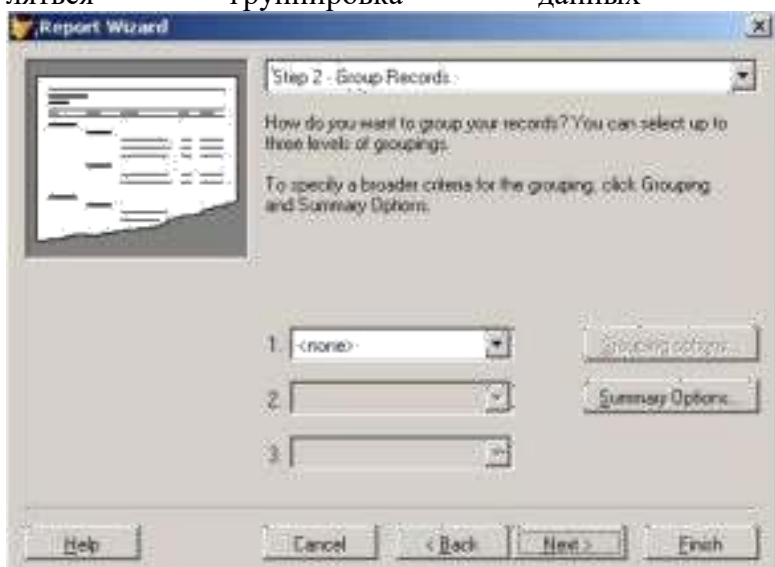 ляться группировка данных
Report Wizard
Step 2 - Group Records
How do you want to group your records? You can select up to
three levels of groupings.
To specify a broader criteria for the grouping, click Grouping
and Summary Options.
1. <none> Grouping options...
2 Summary Options...
3
Help Cancel < Back Next > Finish